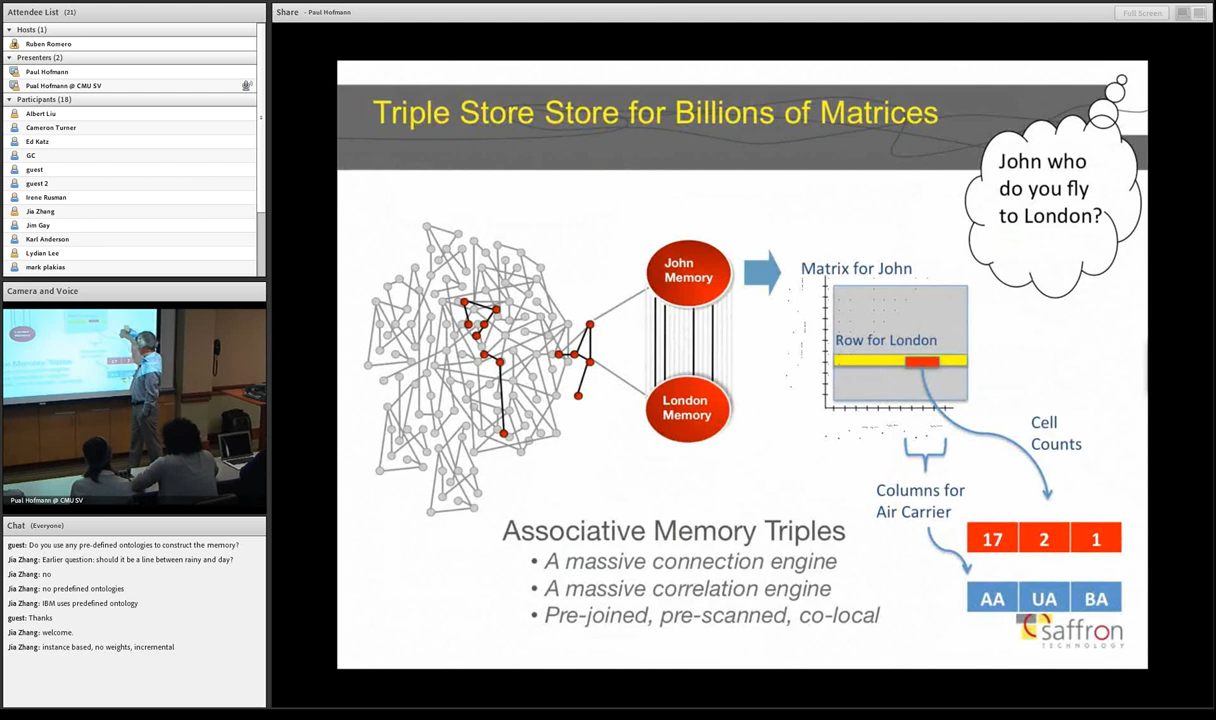 Attendee List (21)
Hosts (1)
Ruben Romero
Presenters (2)
Paul Hofmann
Pual Hofmann @ CMU SV
Participants (18)
Albert Liu
Cameron Turner
Ed Katz
GC
guest
guest 2
Irene Rusman
Jia Zhang
Jim Gay
Karl Anderson
Lydian Lee
mark plakias
Camera and Voice
Pual Hofmann @ CMU SV
Chat (Everyone)
guest: Do you use any pre-defined ontologies to construct the memory?
Jia Zhang: Earlier question: should it be a line between rainy and day?
Jia Zhang: no
Jia Zhang: no predefined ontologies
Jia Zhang: IBM uses predefined ontology
guest: Thanks
Jia Zhang: welcome.
Jia Zhang: instance based, no weights, incremental
Share - Paul Hofmann
Full Screen
Triple Store Store for Billions of Matrices
John who
do you fly
to London?
John
Memory
London
Memory
Matrix for John
Row for London
Cell
Counts
Columns for
Air Carrier
17 2 1
AA UA BA
Associative Memory Triples
• A massive connection engine
• A massive correlation engine
• Pre-joined, pre-scanned, co-local
saffron
TECHNOLOGY